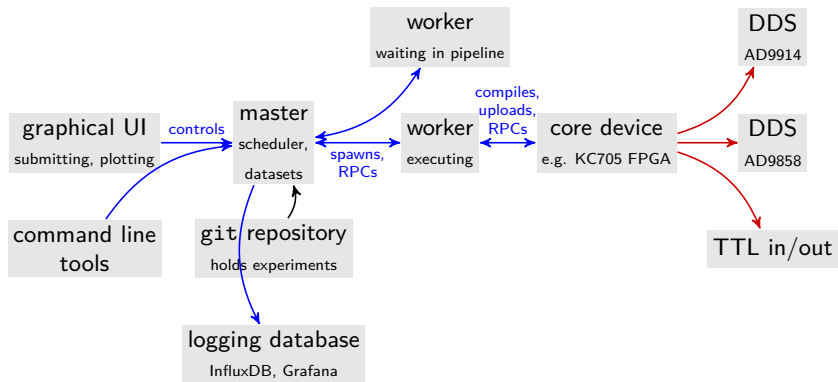 worker
waiting in pipeline
DDS
AD9914
graphical UI
submitting, plotting
controls
master
scheduler,
datasets
spawns,
RPCs
worker
executing
compiles,
uploads,
RPCs
core device
e.g. KC705 FPGA
DDS
AD9858
command line
tools
git repository
holds experiments
TTL in/out
logging database
InfluxDB, Grafana